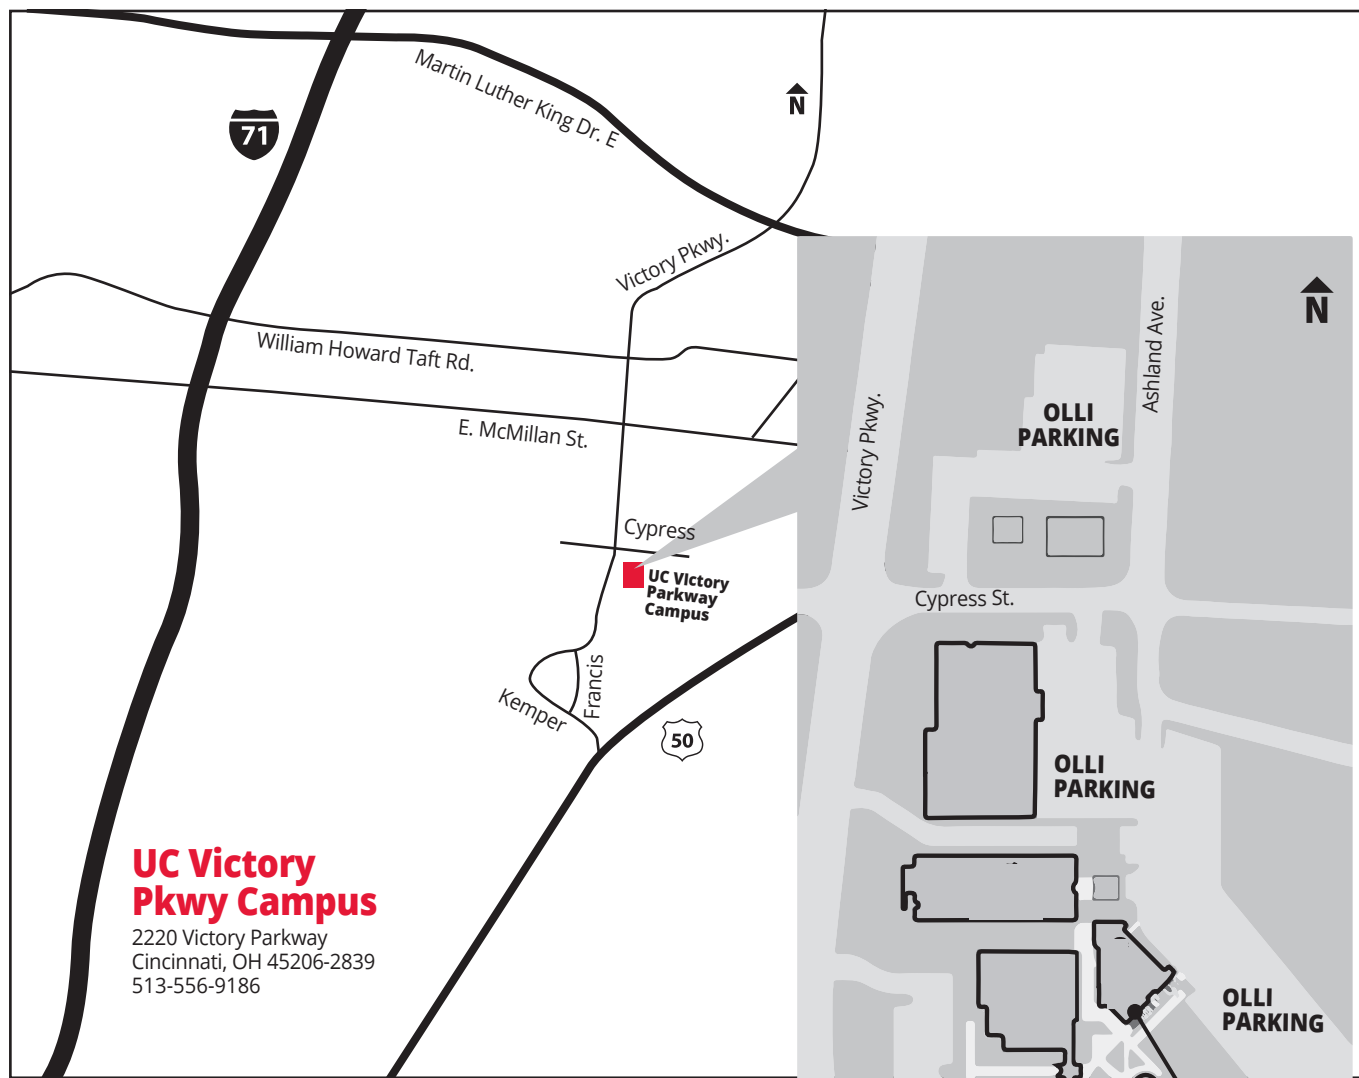 Martin Luther King Dr. E
N
71
Victory Pkwy.
William Howard Taft Rd.
E. McMillan St.
Cypress
UC VIctory
Parkway
Campus
Francis
Kemper
50
UC Victory
Pkwy Campus
2220 Victory Parkway
Cincinnati, OH 45206-2839
513-556-9186
N
Ashland Ave.
OLLI
PARKING
Victory Pkwy.
Cypress St.
OLLI
PARKING
OLLI
PARKING